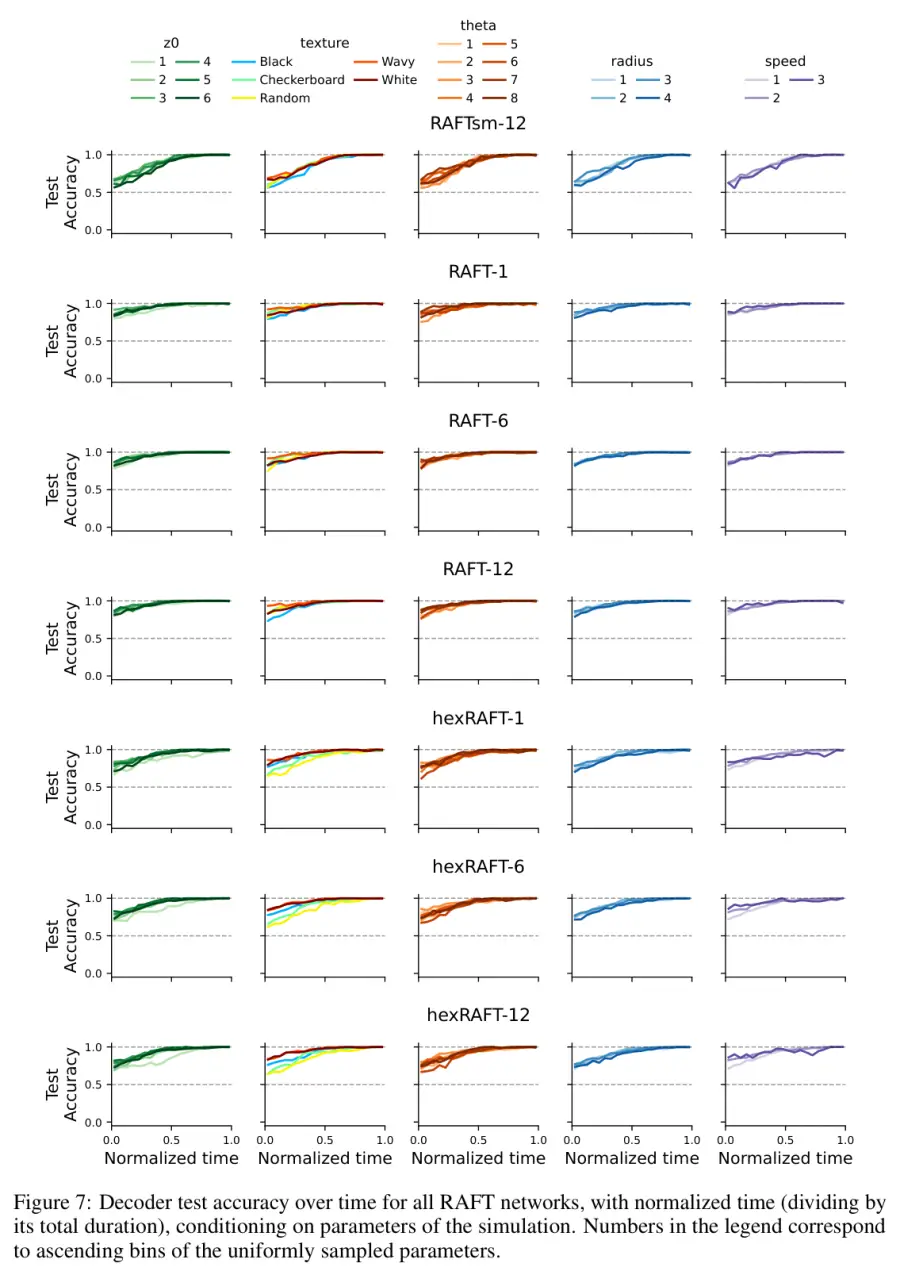 z0
1 4
2 5
3 6
texture
Black Wavy
Checkerboard White
Random
theta
1 5
2 6
3 7
4 8
radius
1 3
2 4
speed
1 3
2
RAFTsm-12
Test
Accuracy
1.0
0.5
0.0
RAFT-1
Test
Accuracy
1.0
0.5
0.0
RAFT-6
Test
Accuracy
1.0
0.5
0.0
RAFT-12
Test
Accuracy
1.0
0.5
0.0
hexRAFT-1
Test
Accuracy
1.0
0.5
0.0
hexRAFT-6
Test
Accuracy
1.0
0.5
0.0
hexRAFT-12
Test
Accuracy
1.0
0.5
0.0
0.0 0.5 1.0 0.0 0.5 1.0 0.0 0.5 1.0 0.0 0.5 1.0 0.0 0.5 1.0
Normalized time Normalized time Normalized time Normalized time Normalized time
Figure 7: Decoder test accuracy over time for all RAFT networks, with normalized time (dividing by
its total duration), conditioning on parameters of the simulation. Numbers in the legend correspond
to ascending bins of the uniformly sampled parameters.